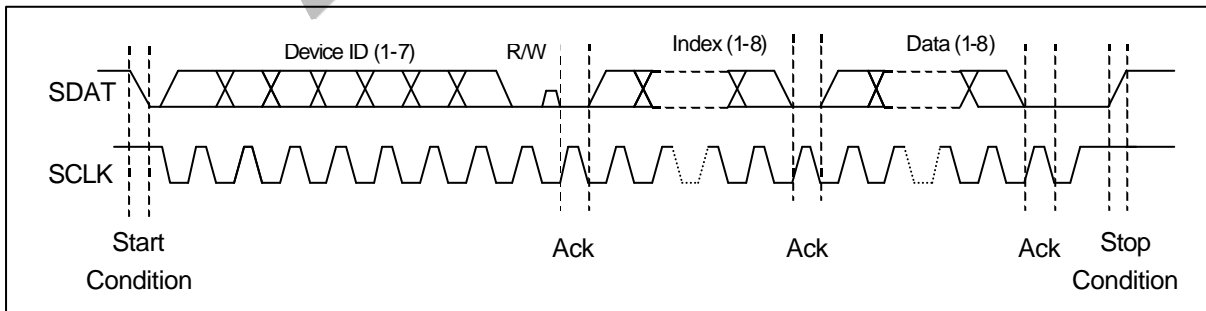 Device ID (1-7) R/W Index (1-8) Data (1-8)
SDAT
SCLK
Start
Condition
Ack
Ack
Ack
Stop
Condition